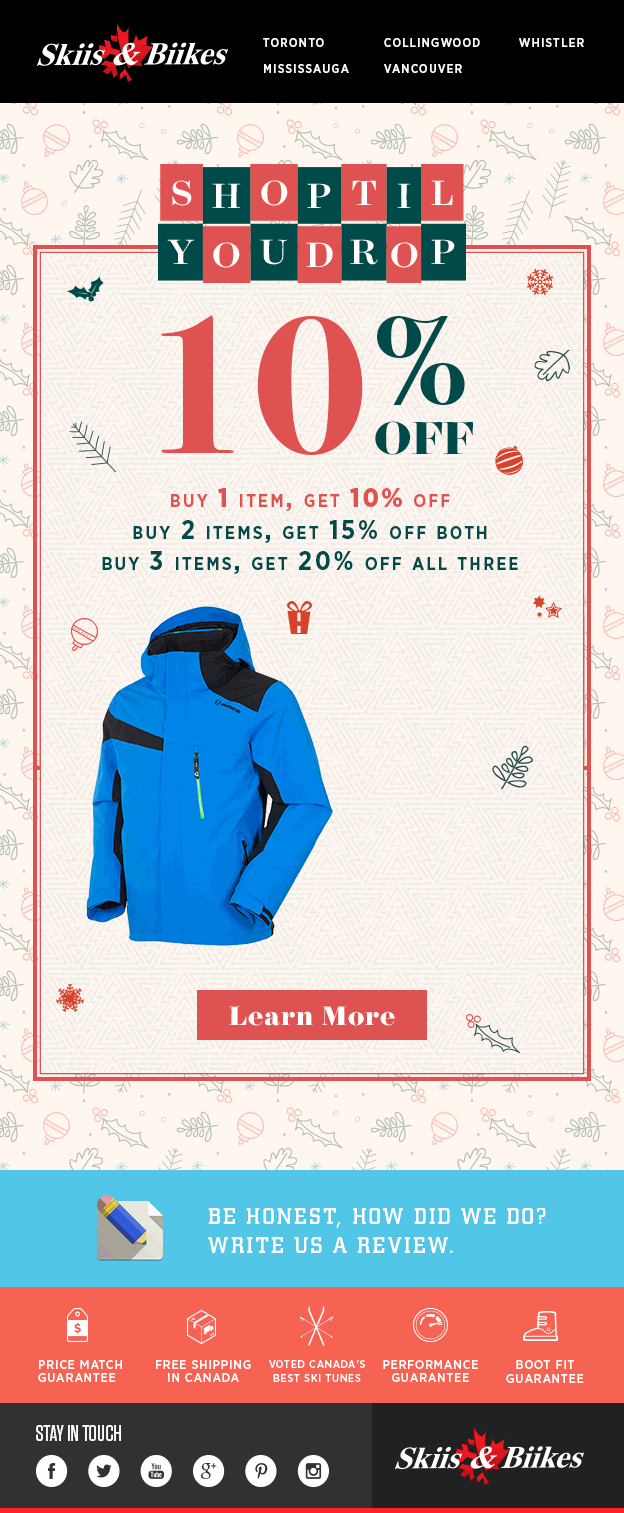 Skiis & Biikes
TORONTO COLLINGWOOD WHISTLER
MISSISSAUGA VANCOUVER
SHOP TIL
YOU DROP
10%
OFF
BUY 1 ITEM, GET 10% OFF
BUY 2 ITEMS, GET 15% OFF BOTH
BUY 3 ITEMS, GET 20% OFF ALL THREE
Learn More
BE HONEST, HOW DID WE DO?
WRITE US A REVIEW.
$
PRICE MATCH
GUARANTEE
FREE SHIPPING
IN CANADA
VOTED CANADA'S
BEST SKI TUNES
PERFORMANCE
GUARANTEE
BOOT FIT
GUARANTEE
STAY IN TOUCH
You
Tube
Skiis & Biikes